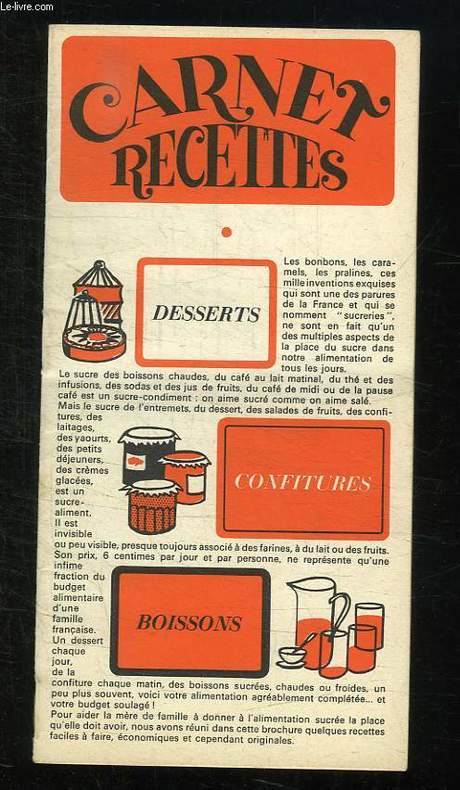 Le-livre.com
CARNET
RECETTES
DESSERTS
Les bonbons, les cara-
mels, les pralines, ces
mille inventions exquises
qui sont une des parures
de la France et qui se
nomment "sucreries",
ne sont en fait qu'un
des multiples aspects de
la place du sucre dans
notre alimentation de
tous les jours.
Le sucre des boissons chaudes, du café au lait matinal, du thé et des
infusions, des sodas et des jus de fruits, du café de midi ou de la pause
café est un sucre-condiment : on aime sucré comme on aime salé.
Mais le sucre de l'entremets, du dessert, des salades de fruits, des confi-
tures, des
laitages,
des yaourts,
des petits
déjeuners,
des crèmes
glacées,
est un
sucre-
aliment.
Il est
invisible
CONFITURES
ou peu visible, presque toujours associé à des farines, à du lait ou des fruits.
Son prix, 6 centimes par jour et par personne, ne représente qu'une
infime
fraction du
budget
alimentaire
d'une
famille
française.
Un dessert
chaque
jour,
de la
BOISSONS
confiture chaque matin, des boissons sucrées, chaudes ou froides, un
peu plus souvent, voici votre alimentation agréablement complétée... et
votre budget soulagé !
Pour aider la mère de famille à donner à l'alimentation sucrée la place
qu'elle doit avoir, nous avons réuni dans cette brochure quelques recettes
faciles à faire, économiques et cependant originales.